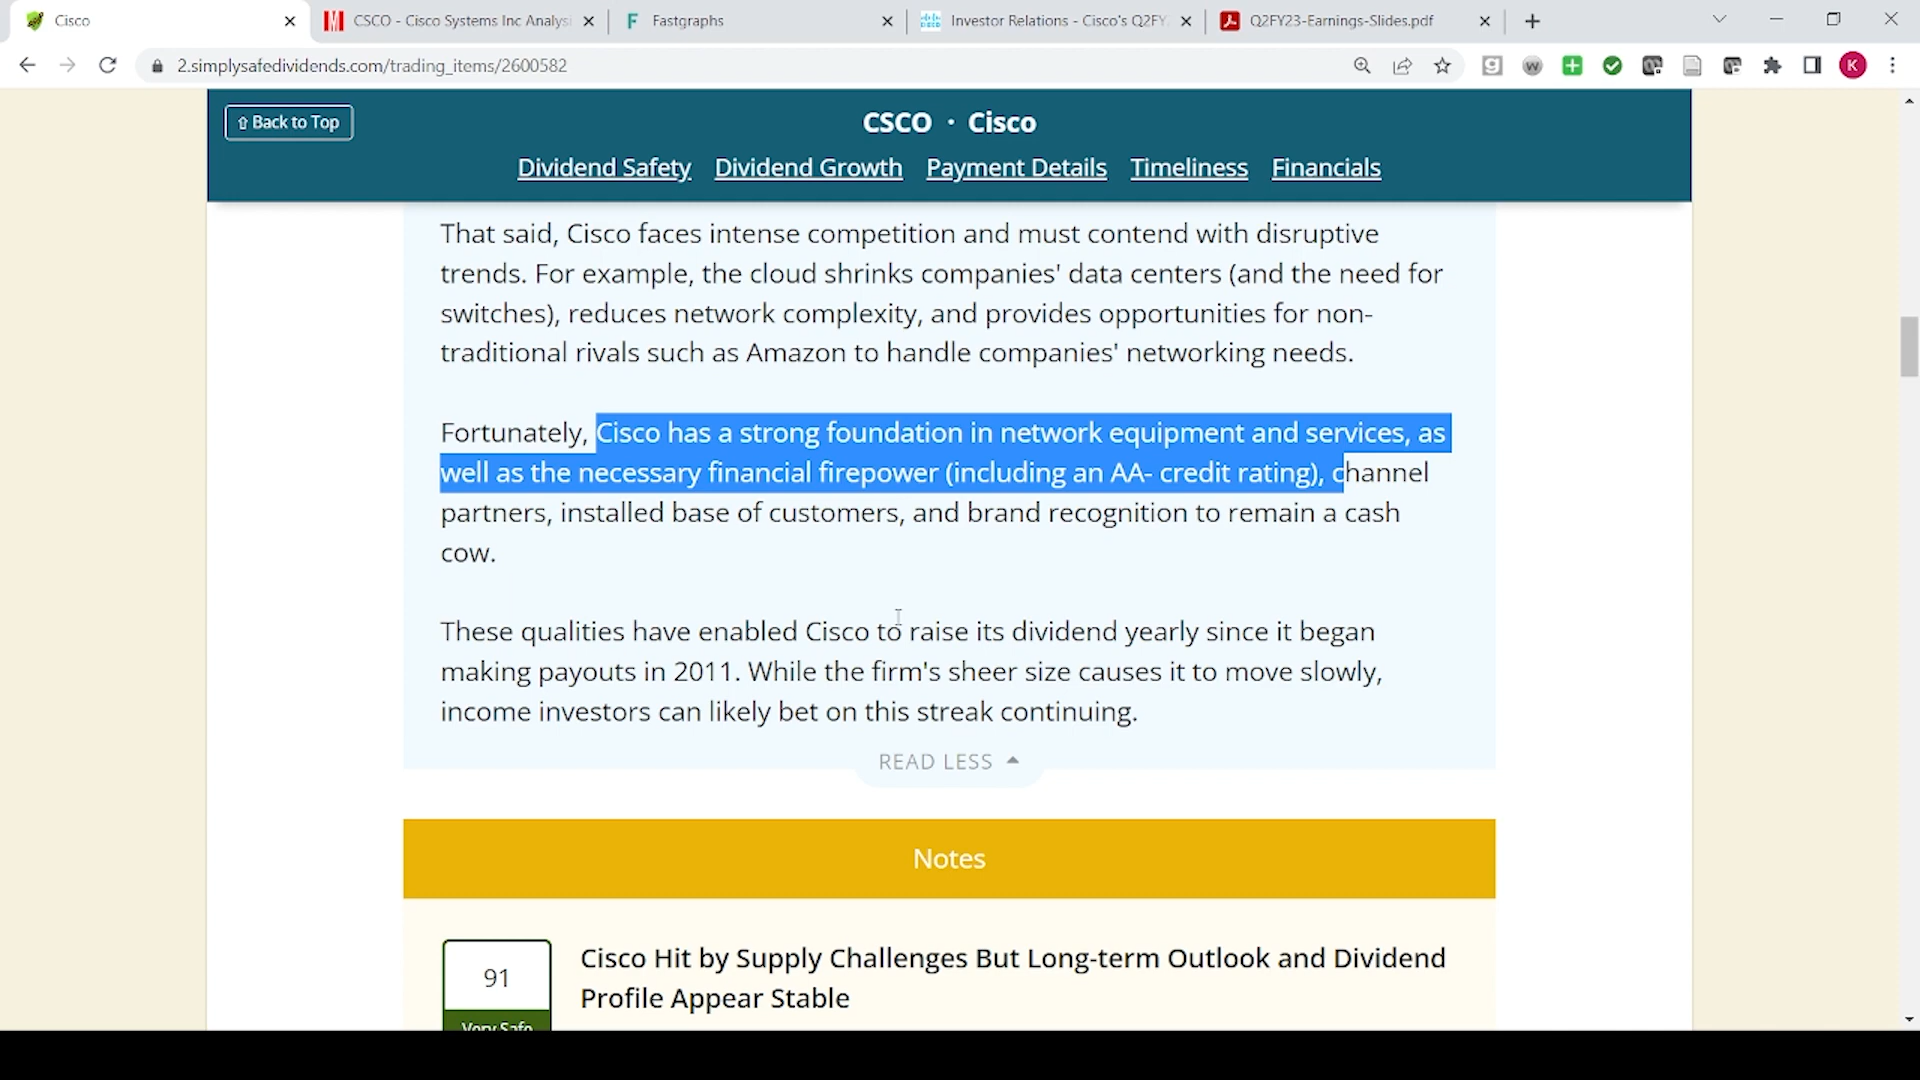 Cisco
CSCO - Cisco Systems Inc Analysi
Fastgraphs
Investor Relations - Cisco's Q2FY
Q2FY23-Earnings-Slides.pdf
2.simplysafedividends.com/trading_items/2600582
K
⇧ Back to Top
CSCO · Cisco
Dividend Safety Dividend Growth Payment Details Timeliness Financials
That said, Cisco faces intense competition and must contend with disruptive
trends. For example, the cloud shrinks companies' data centers (and the need for
switches), reduces network complexity, and provides opportunities for non-
traditional rivals such as Amazon to handle companies' networking needs.
Fortunately, Cisco has a strong foundation in network equipment and services, as
well as the necessary financial firepower (including an AA- credit rating), channel
partners, installed base of customers, and brand recognition to remain a cash
cow.
These qualities have enabled Cisco to raise its dividend yearly since it began
making payouts in 2011. While the firm's sheer size causes it to move slowly,
income investors can likely bet on this streak continuing.
READ LESS
Notes
91
Very Safe
Cisco Hit by Supply Challenges But Long-term Outlook and Dividend
Profile Appear Stable